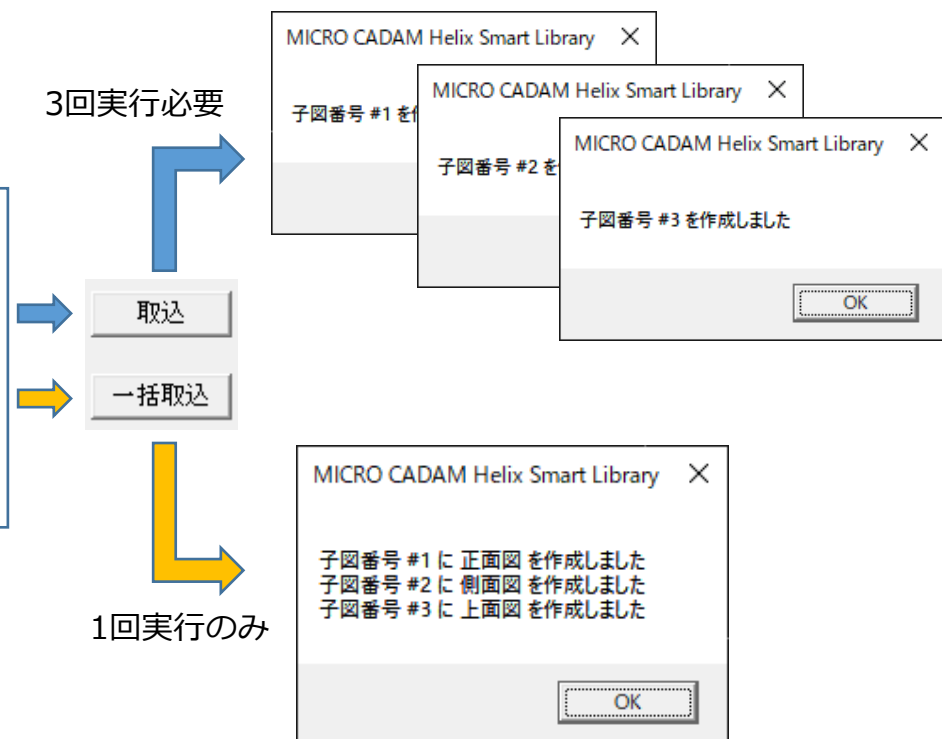 MICRO CADAM Helix Smart Library
子図番号 #1 を
3回実行必要
MICRO CADAM Helix Smart Library
子図番号 #2 を
MICRO CADAM Helix Smart Library
子図番号 #3 を作成しました
OK
取込
一括取込
1回実行のみ
MICRO CADAM Helix Smart Library
子図番号 #1 に 正面図 を作成しました
子図番号 #2 に 側面図 を作成しました
子図番号 #3 に 上面図 を作成しました
OK